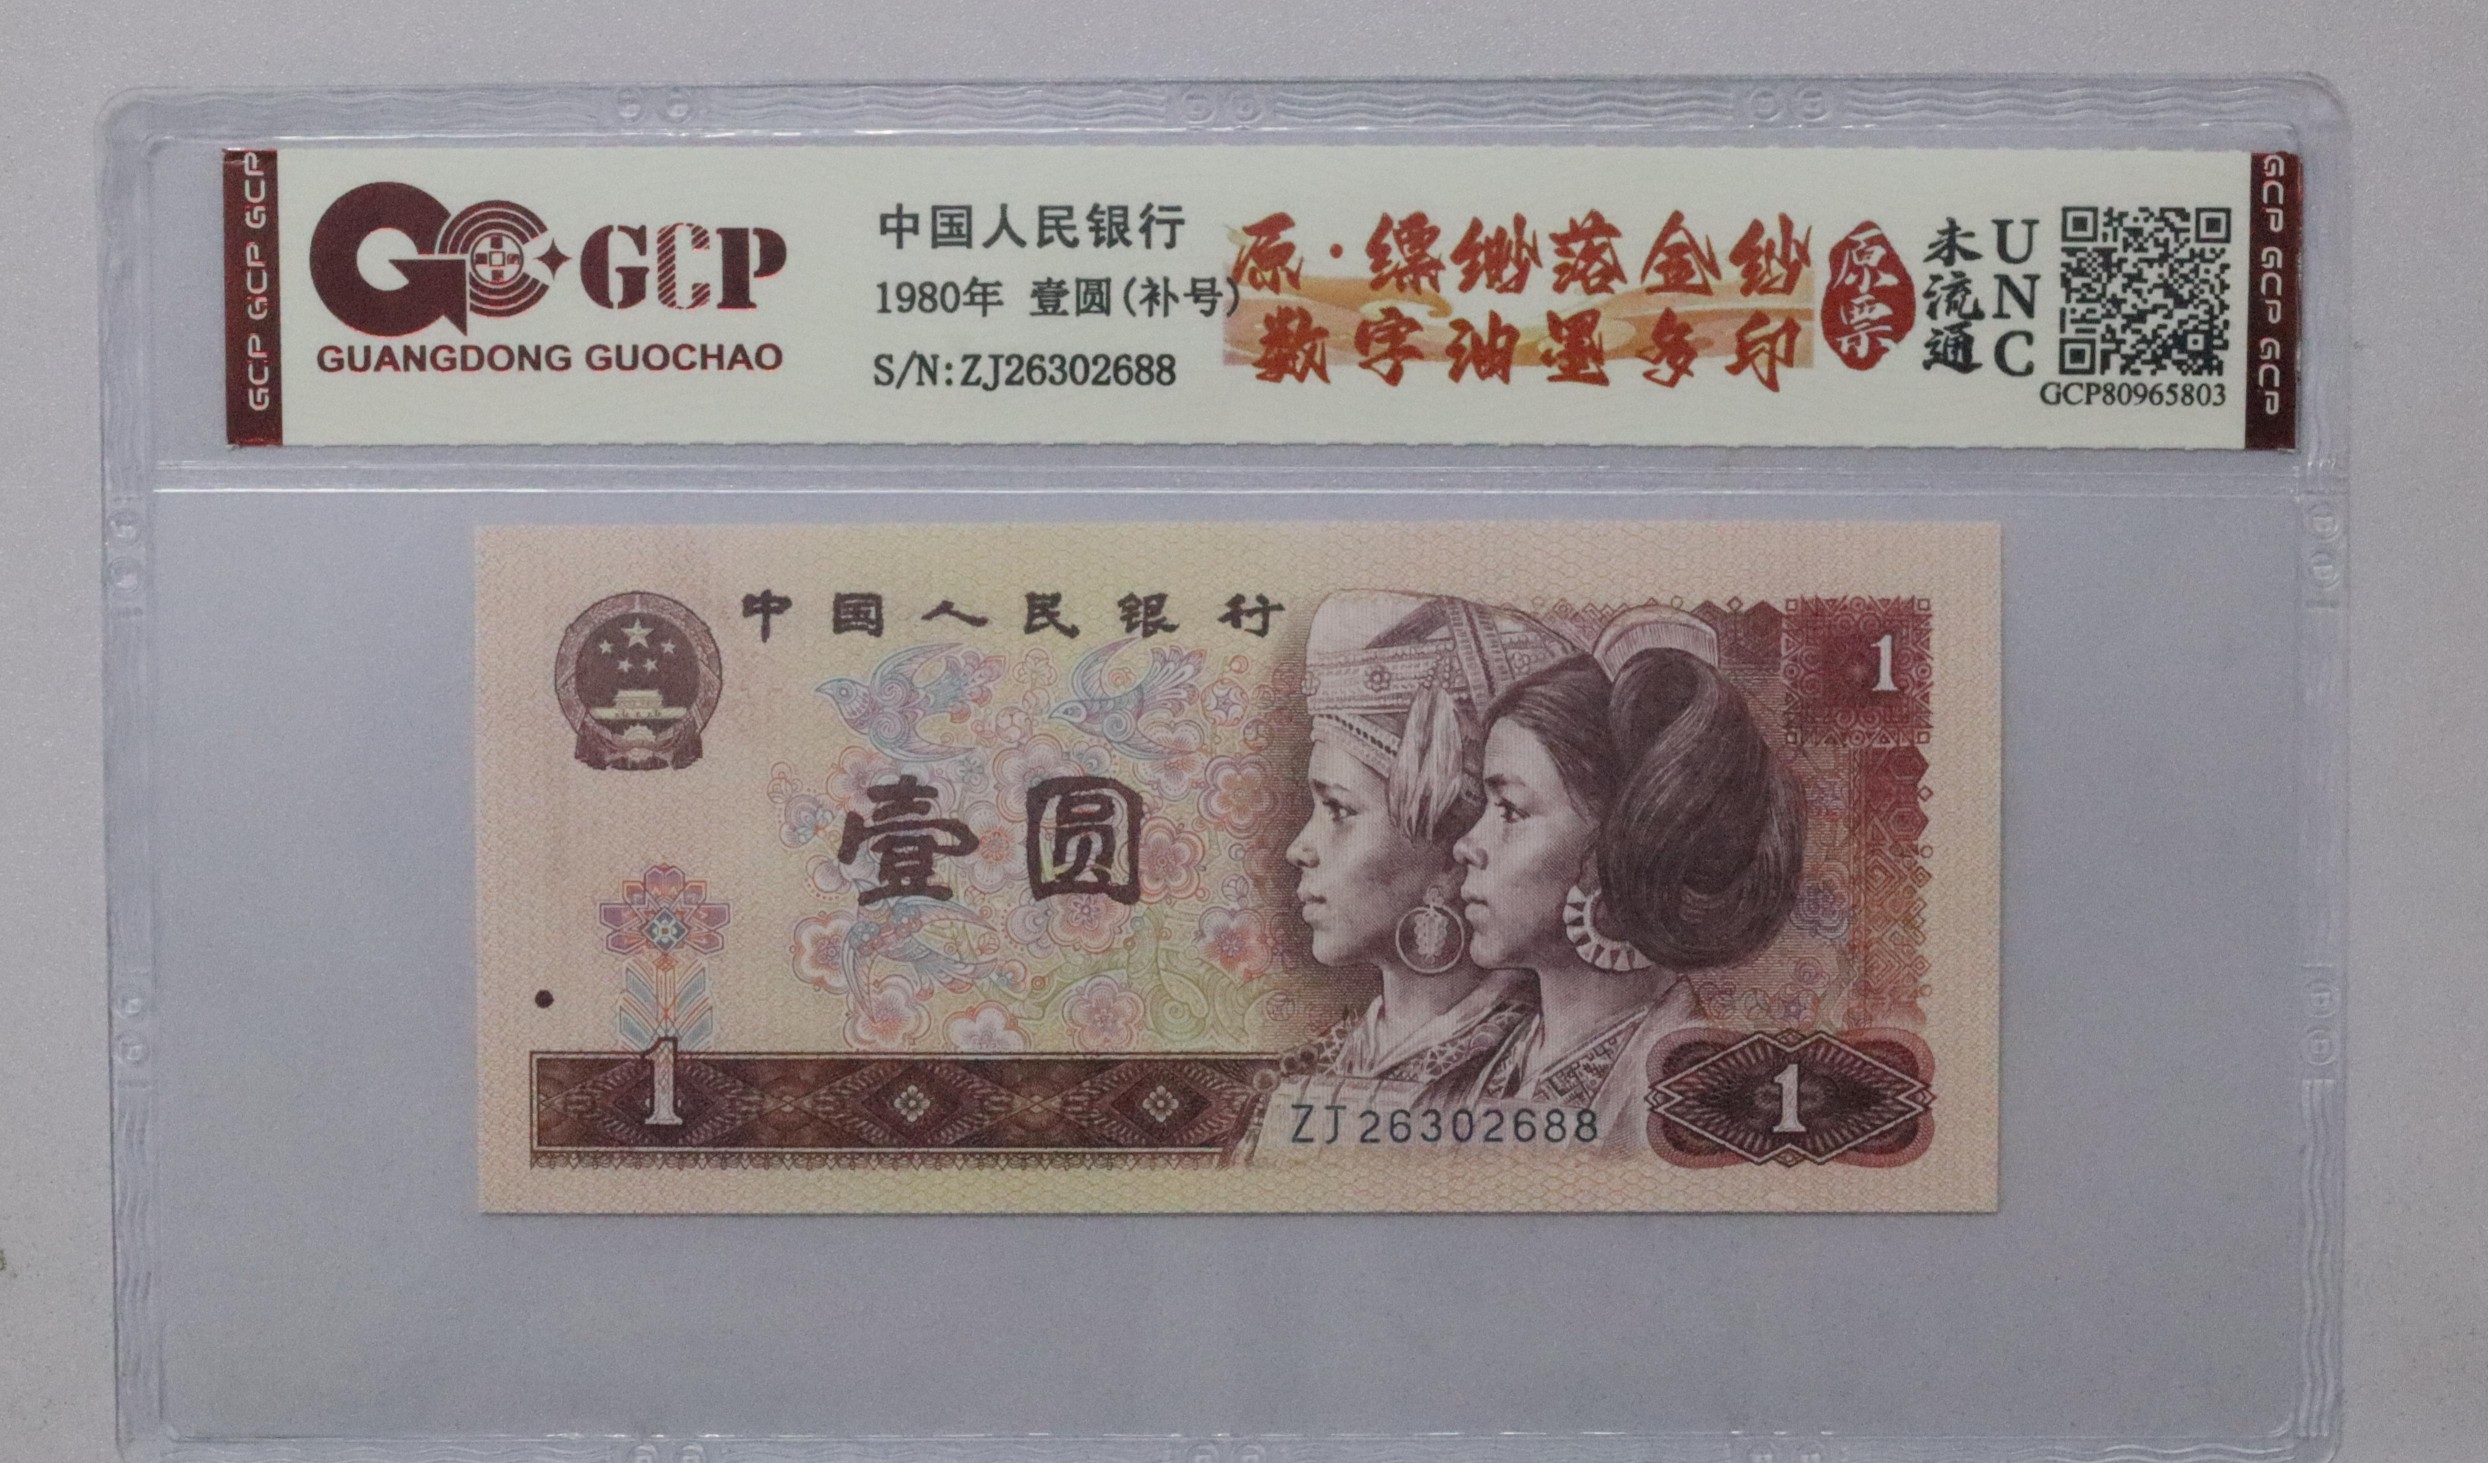 GCP GCP GCP
GCP
GUANGDONG GUOCHAO
中国人民银行
1980年 壹圆(补号)
S/N:ZJ26302688
原·缥缈落金纱
数字油墨多印
原票
未流通
UNC
GCP80965803
GCP GCP GCP
中国人民银行
1
壹圆
1
ZJ26302688
1